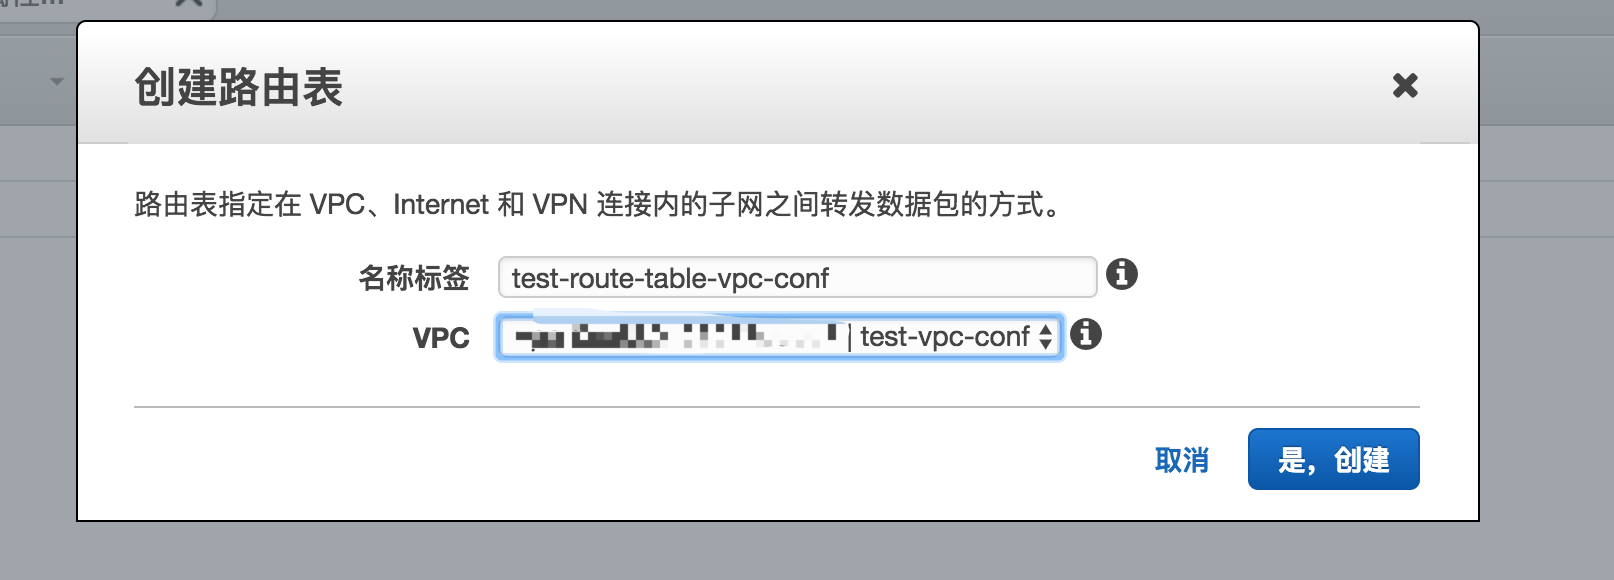 创建路由表
路由表指定在 VPC、Internet 和 VPN 连接内的子网之间转发数据包的方式。
名称标签 test-route-table-vpc-conf
VPC | test-vpc-conf
取消 是，创建